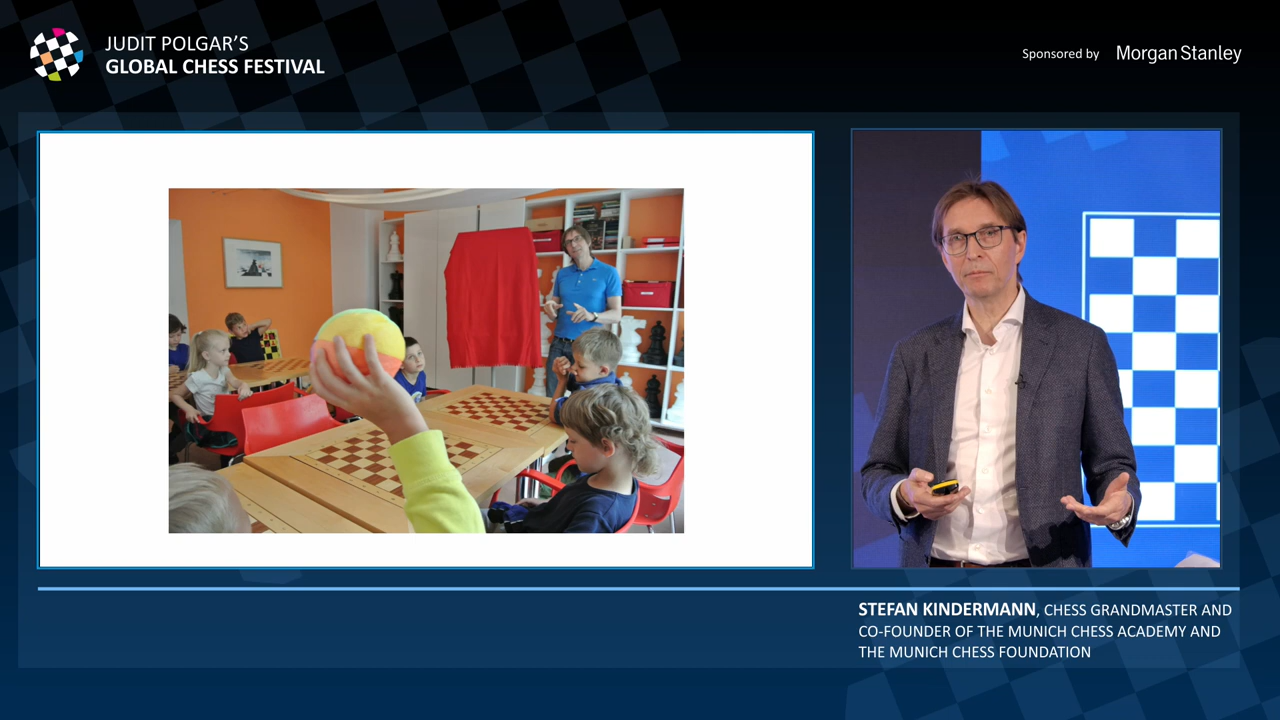 JUDIT POLGAR'S
GLOBAL CHESS FESTIVAL
Sponsored by Morgan Stanley
STEFAN KINDERMANN, CHESS GRANDMASTER AND
CO-FOUNDER OF THE MUNICH CHESS ACADEMY AND
THE MUNICH CHESS FOUNDATION